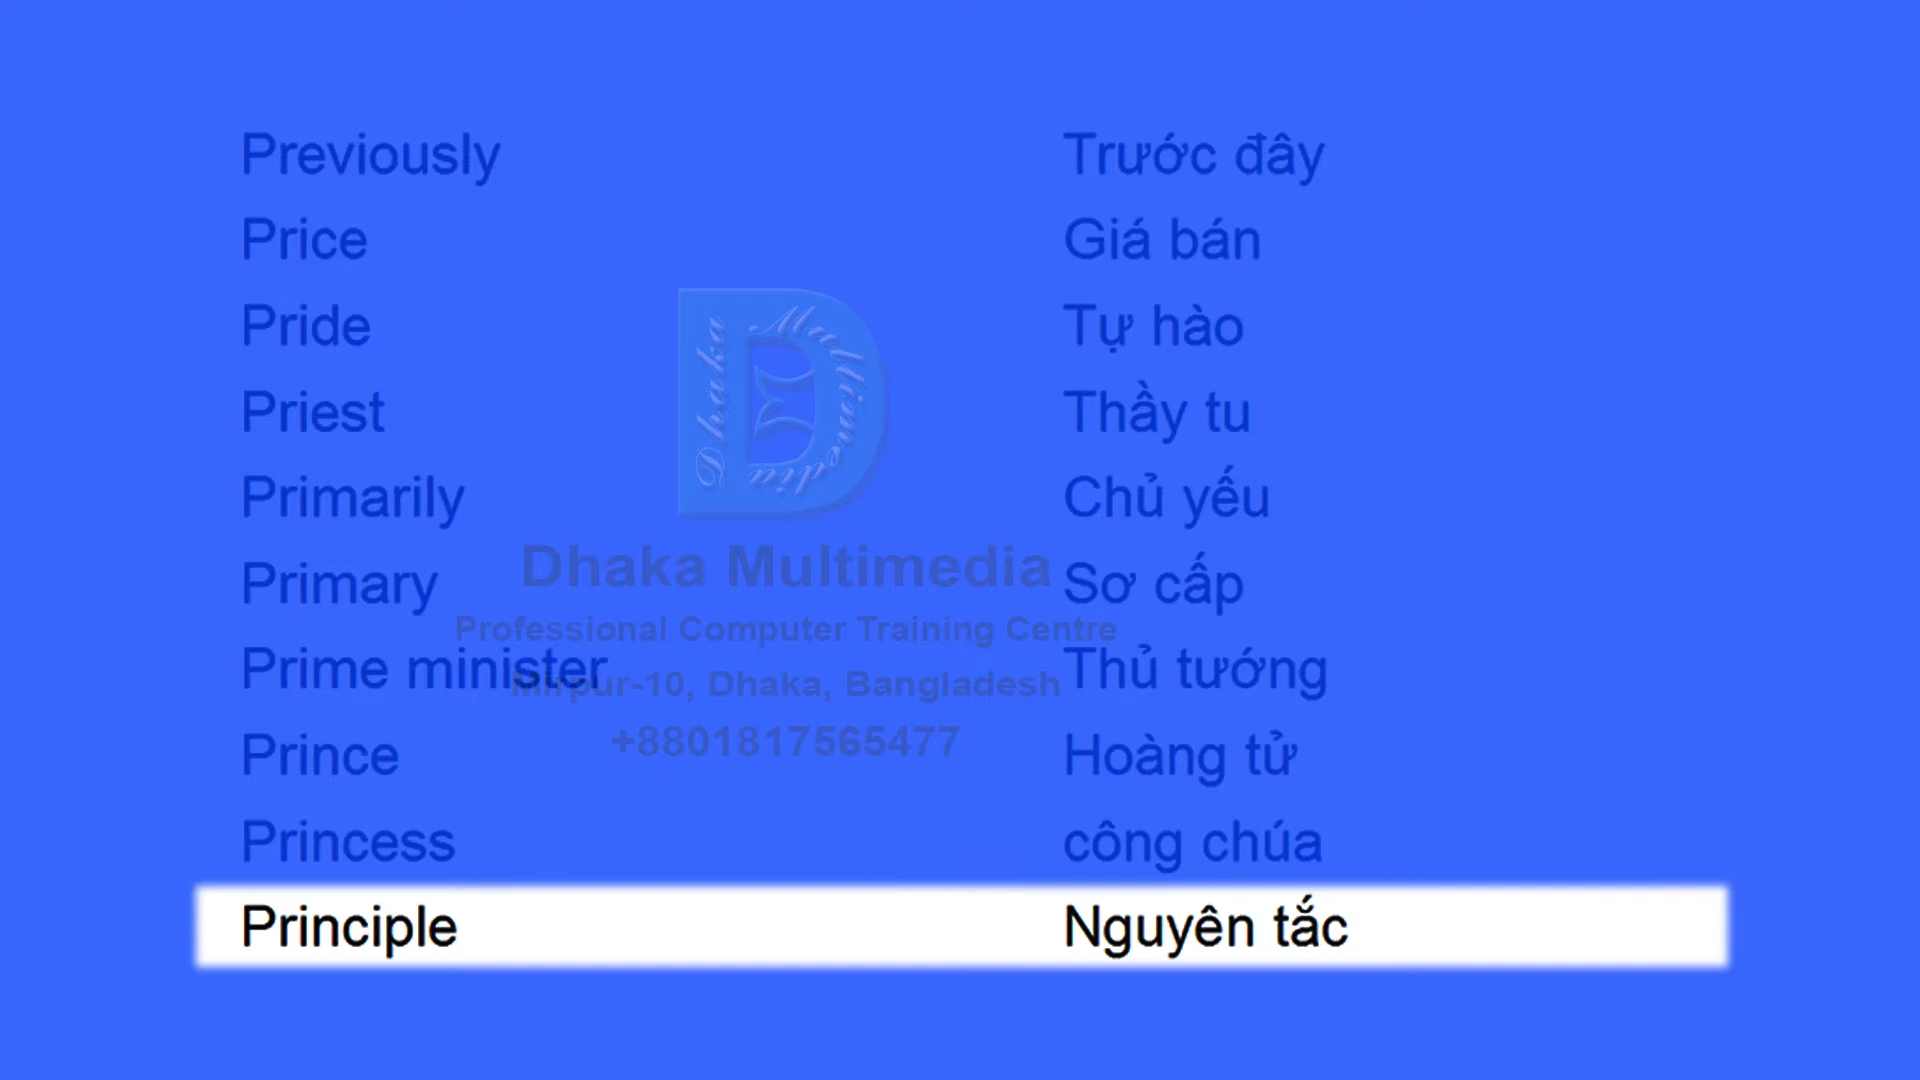 Previously Trước đây
Price Giá bán
Pride Tự hào
Priest Thầy tu
Primarily Chủ yếu
Dhaka Multimedia
Dhaka Multimedia
Primary Sơ cấp
Professional Computer Training Centre
Prime minister Thủ tướng
Mirpur-10, Dhaka, Bangladesh
+8801817565477
Prince Hoàng tử
Princess công chúa
Principle Nguyên tắc